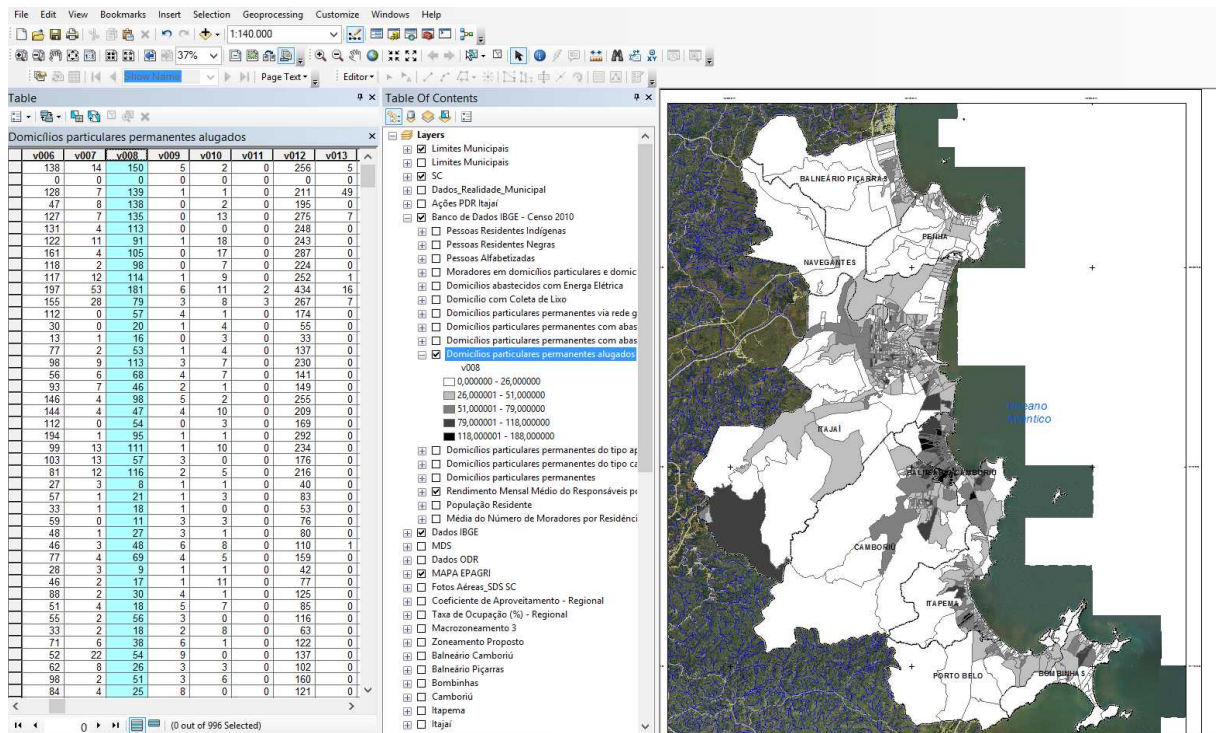 File Edit View Bookmarks Insert Selection Geoprocessing Customize Windows Help
1:140.000
37%
Show Name Page Text Editor
Table
Domicílios particulares permanentes alugados
v006 v007 v008 v009 v010 v011 v012 v013
138 14 150 5 2 0 256 5
0 0 0 0 0 0 0 0
128 7 139 1 1 0 211 49
47 8 138 0 2 0 195 0
127 7 135 0 13 0 275 7
131 4 113 0 0 0 248 0
122 11 91 1 18 0 243 0
161 4 105 0 17 0 287 0
118 2 98 0 7 0 224 0
117 12 114 1 9 0 252 1
197 53 181 6 11 2 434 16
155 28 79 3 8 3 267 7
112 0 57 4 1 0 174 0
30 0 20 1 4 0 55 0
13 1 16 0 3 0 33 0
77 2 53 1 4 0 137 0
98 9 113 3 7 0 230 0
56 6 68 4 7 0 141 0
93 7 46 2 1 0 149 0
146 4 98 5 2 0 255 0
144 4 47 4 10 0 209 0
112 0 54 0 3 0 169 0
194 1 95 1 1 0 292 0
99 13 111 1 10 0 234 0
103 13 57 3 0 0 176 0
81 12 116 2 5 0 216 0
27 3 8 1 1 0 40 0
57 1 21 1 3 0 83 0
33 1 18 1 0 0 53 0
59 0 11 3 3 0 76 0
48 1 27 3 1 0 80 0
46 3 48 6 8 0 110 1
77 4 69 4 5 0 159 0
28 3 9 1 1 0 42 0
46 2 17 1 11 0 77 0
88 2 30 4 1 0 125 0
51 4 18 5 7 0 85 0
55 2 56 3 0 0 116 0
33 2 18 2 8 0 63 0
71 6 38 6 1 0 122 0
52 22 54 9 0 0 137 0
62 8 26 3 3 0 102 0
98 2 51 3 6 0 160 0
84 4 25 8 0 0 121 0
0 (0 out of 996 Selected)
Table Of Contents
Layers
Limites Municipais
Limites Municipais
SC
Dados_Realidade_Municipal
Ações PDR Itajaí
Banco de Dados IBGE - Censo 2010
Pessoas Residentes Indígenas
Pessoas Residentes Negras
Pessoas Alfabetizadas
Moradores em domicílios particulares e domic
Domicílios abastecidos com Energa Elétrica
Domicílio com Coleta de Lixo
Domicílios particulares permanentes via rede g
Domicílios particulares permanentes com abas
Domicílios particulares permanentes com abas
Domicílios particulares permanentes alugados
v008
0,000000 - 26,000000
26,000001 - 51,000000
51,000001 - 79,000000
79,000001 - 118,000000
118,000001 - 188,000000
Domicílios particulares permanentes do tipo ap
Domicílios particulares permanentes do tipo ca
Domicílios particulares permanentes
Rendimento Mensal Médio do Responsáveis po
População Residente
Média do Número de Moradores por Residênci
Dados IBGE
MDS
Dados ODR
MAPA EPAGRI
Fotos Aéreas_SDS SC
Coeficiente de Aproveitamento - Regional
Taxa de Ocupação (%) - Regional
Macrozoneamento 3
Zoneamento Proposto
Balneário Camboriú
Balneário Piçarras
Bombinhas
Camboriú
Itapema
Itajaí
BALNEÁRIO PIÇARRAS
PENHA
NAVEGANTES
ITAJAÍ
BALNEÁRIO CAMBORIÚ
CAMBORIÚ
ITAPEMA
PORTO BELO
BOMBINHAS